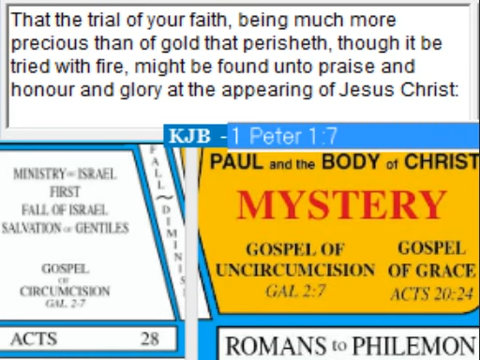 That the trial of your faith, being much more
precious than of gold that perisheth, though it be
tried with fire, might be found unto praise and
honour and glory at the appearing of Jesus Christ:
KJB - 1 Peter 1:7
MINISTRY OF ISRAEL
FIRST
FALL OF ISRAEL
SALVATION OF GENTILES
GOSPEL
OF
CIRCUMCISION
GAL 2-7
ACTS 28
FALL ~ DIMINIS
PAUL and the BODY of CHRIST
MYSTERY
GOSPEL OF
UNCIRCUMCISION
GAL 2:7
GOSPEL
OF GRACE
ACTS 20:24
ROMANS to PHILEMON